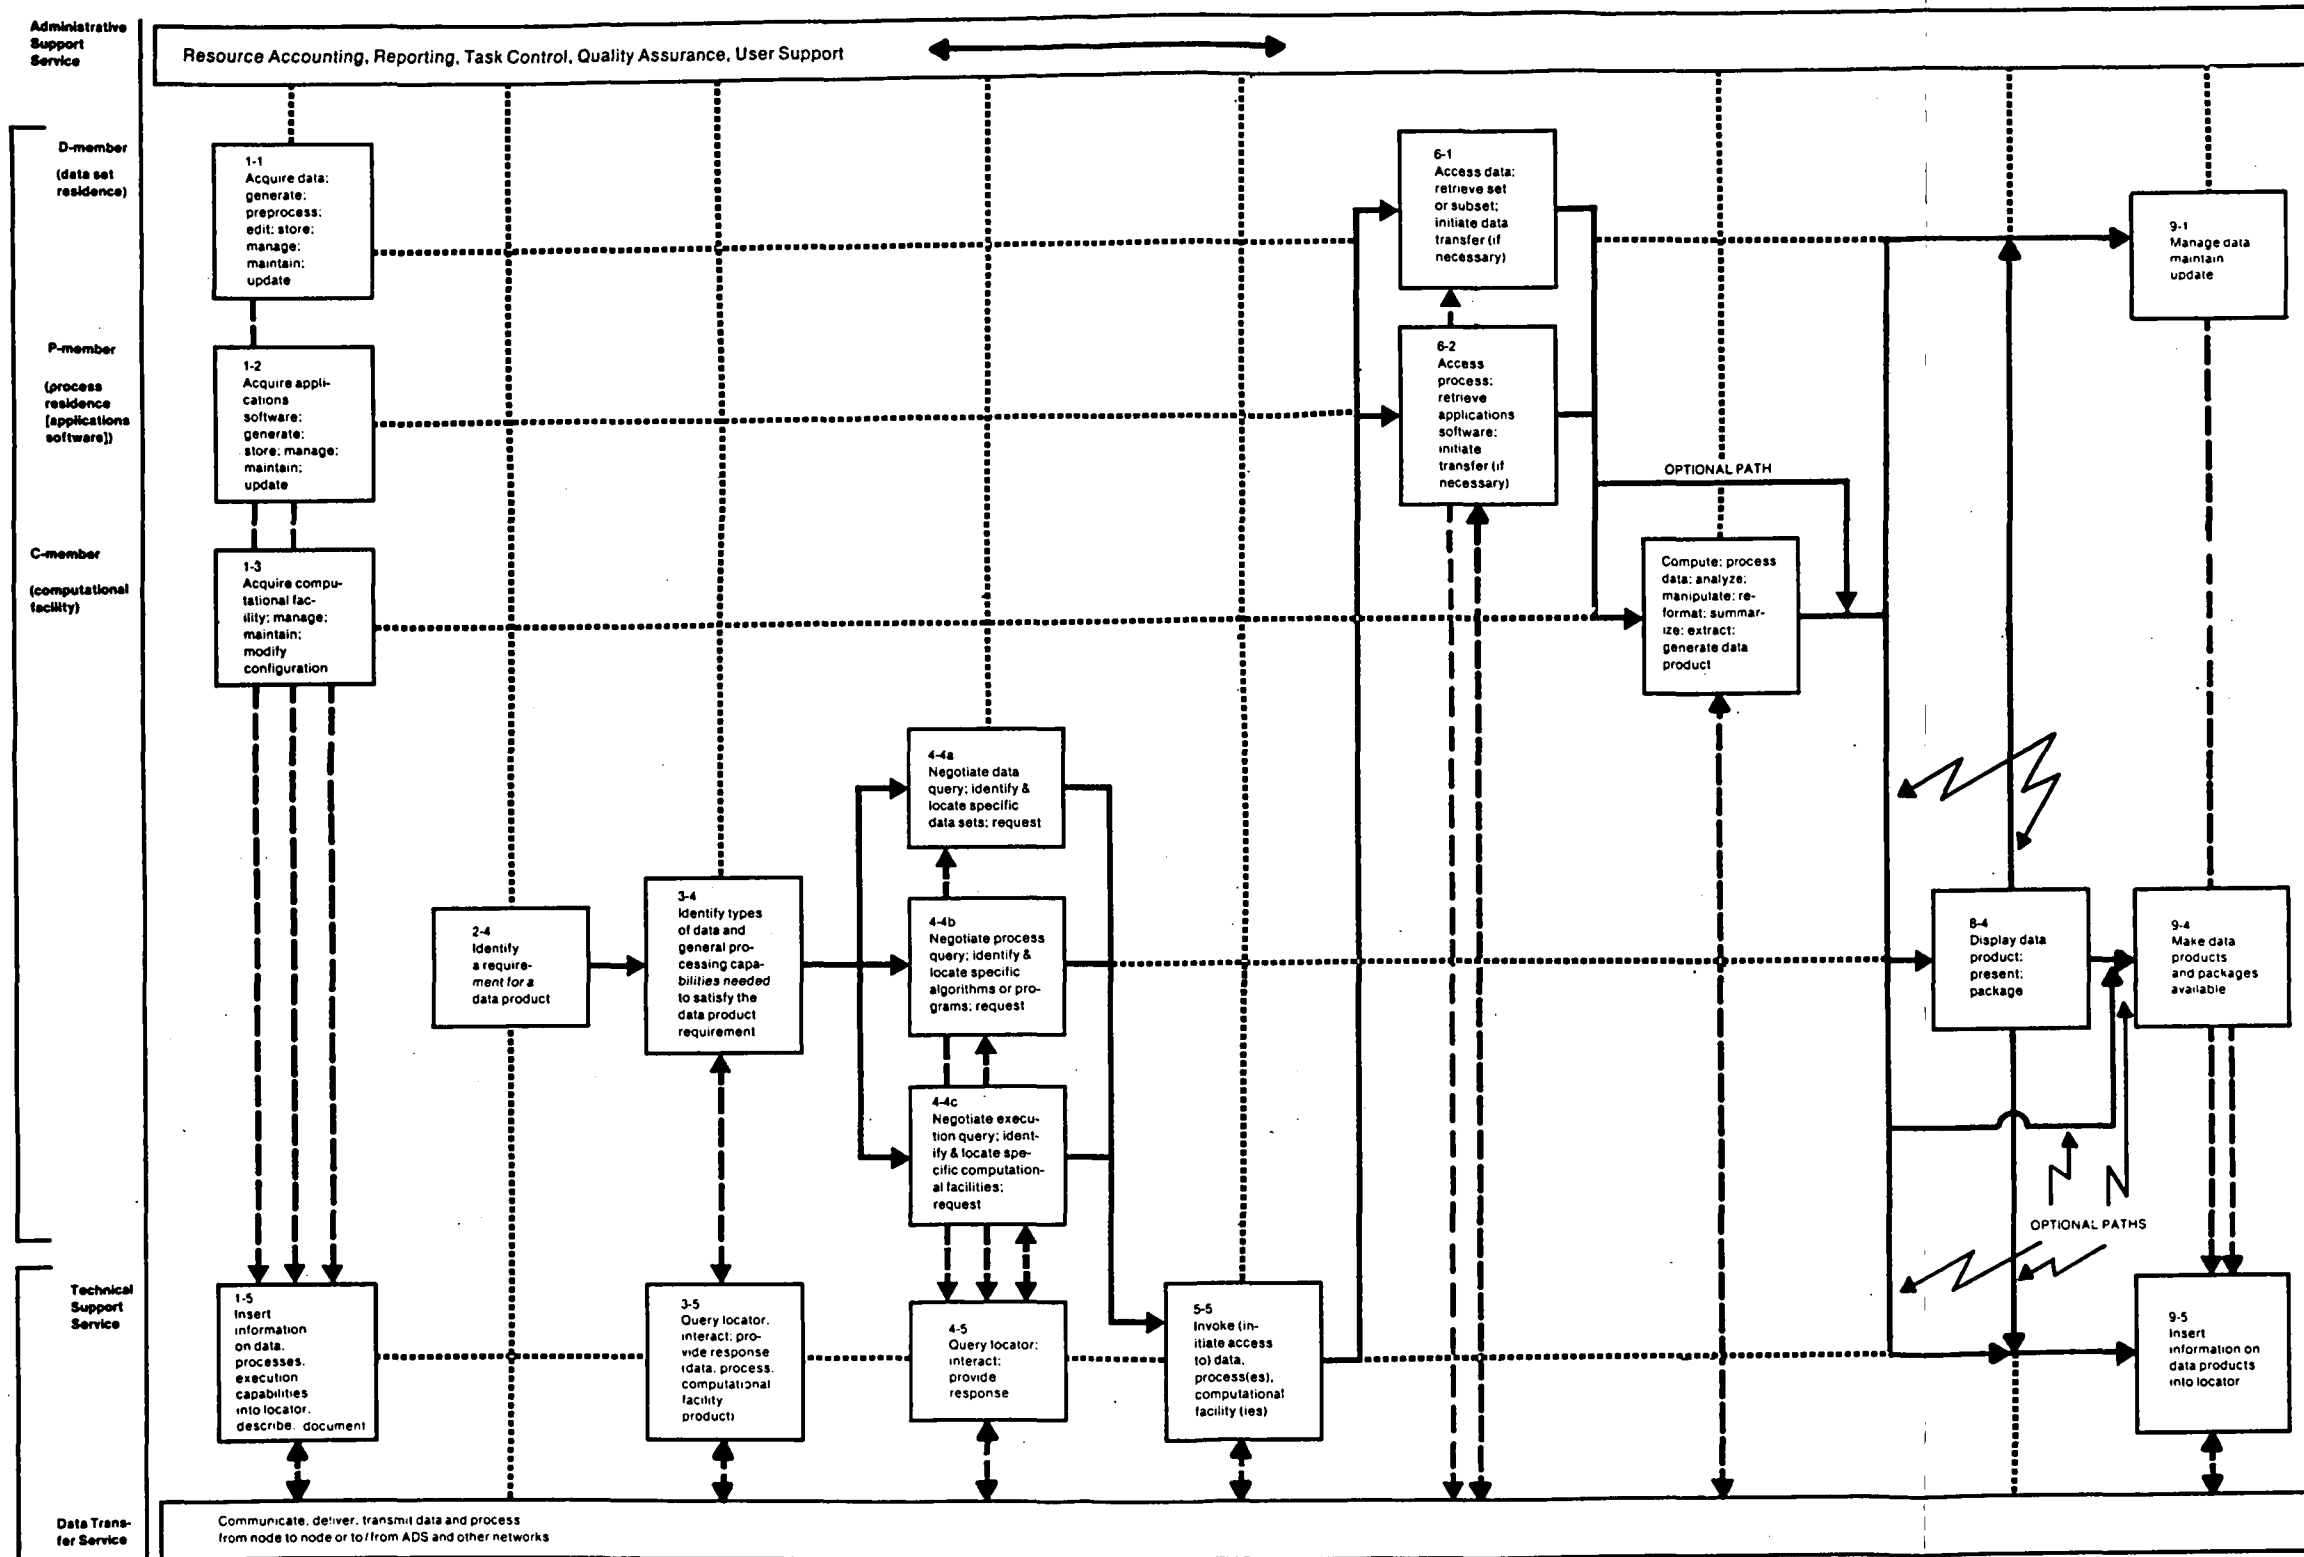 Administrative
Support
Service
Resource Accounting, Reporting, Task Control, Quality Assurance, User Support
D-member
(data set
residence)
P-member
(process
residence
[applications
software])
C-member
(computational
facility)
Technical
Support
Service
Data Trans-
fer Service
1-1
Acquire data;
generate;
preprocess;
edit; store;
manage;
maintain;
update
1-2
Acquire appli-
cations
software;
generate;
store; manage;
maintain;
update
1-3
Acquire compu-
tational fac-
ility; manage;
maintain;
modify
configuration
1-5
Insert
information
on data,
processes,
execution
capabilities
into locator,
describe, document
2-4
Identify
a require-
ment for a
data product
3-4
Identify types
of data and
general pro-
cessing capa-
bilities needed
to satisfy the
data product
requirement
3-5
Query locator,
interact; pro-
vide response
(data, process,
computational
facility
product)
4-4a
Negotiate data
query; identify &
locate specific
data sets; request
4-4b
Negotiate process
query; identify &
locate specific
algorithms or pro-
grams; request
4-4c
Negotiate execu-
tion query; ident-
ify & locate spe-
cific computation-
al facilities;
request
4-5
Query locator;
interact;
provide
response
5-5
Invoke (in-
itiate access
to) data,
process(es),
computational
facility (ies)
6-1
Access data;
retrieve set
or subset;
initiate data
transfer (if
necessary)
6-2
Access
process;
retrieve
applications
software;
initiate
transfer (if
necessary)
OPTIONAL PATH
Compute; process
data; analyze;
manipulate; re-
format; summar-
ize; extract;
generate data
product
8-4
Display data
product;
present;
package
9-1
Manage data
maintain
update
9-4
Make data
products
and packages
available
OPTIONAL PATHS
9-5
Insert
information on
data products
into locator
Communicate, deliver, transmit data and process
from node to node or to/from ADS and other networks